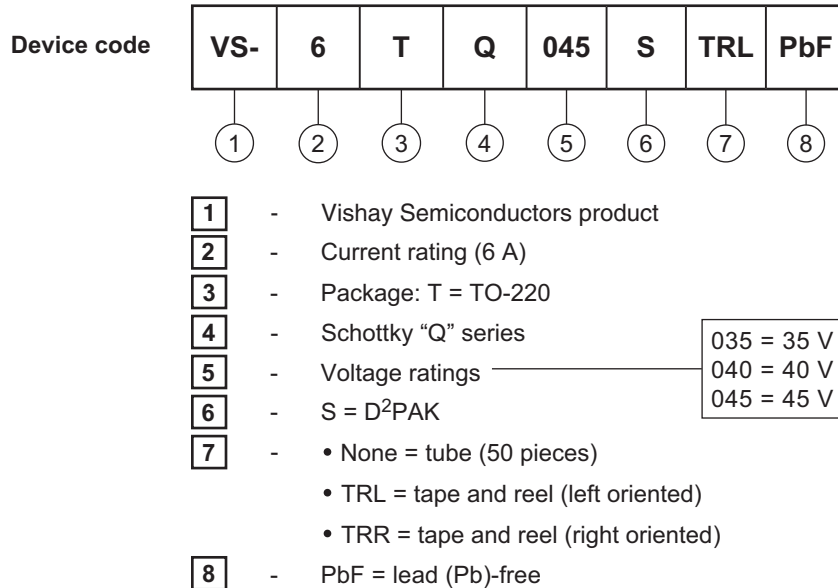 Device code VS- 6 T Q 045 S TRL PbF
1 2 3 4 5 6 7 8
1 - Vishay Semiconductors product
2 - Current rating (6 A)
3 - Package: T = TO-220
4 - Schottky “Q” series
5 - Voltage ratings
035 = 35 V
040 = 40 V
045 = 45 V
6 - S = D²PAK
7 - • None = tube (50 pieces)
• TRL = tape and reel (left oriented)
• TRR = tape and reel (right oriented)
8 - PbF = lead (Pb)-free